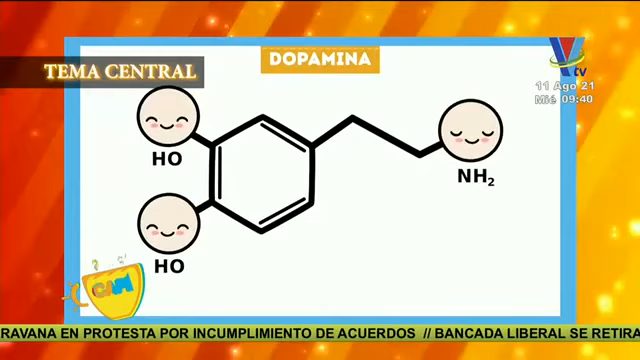 DOPAMINA
TEMA CENTRAL
tv
11 Ago 21
Mié 09:40
HO
NH₂
HO
RAVANA EN PROTESTA POR INCUMPLIMIENTO DE ACUERDOS // BANCADA LIBERAL SE RETIRA